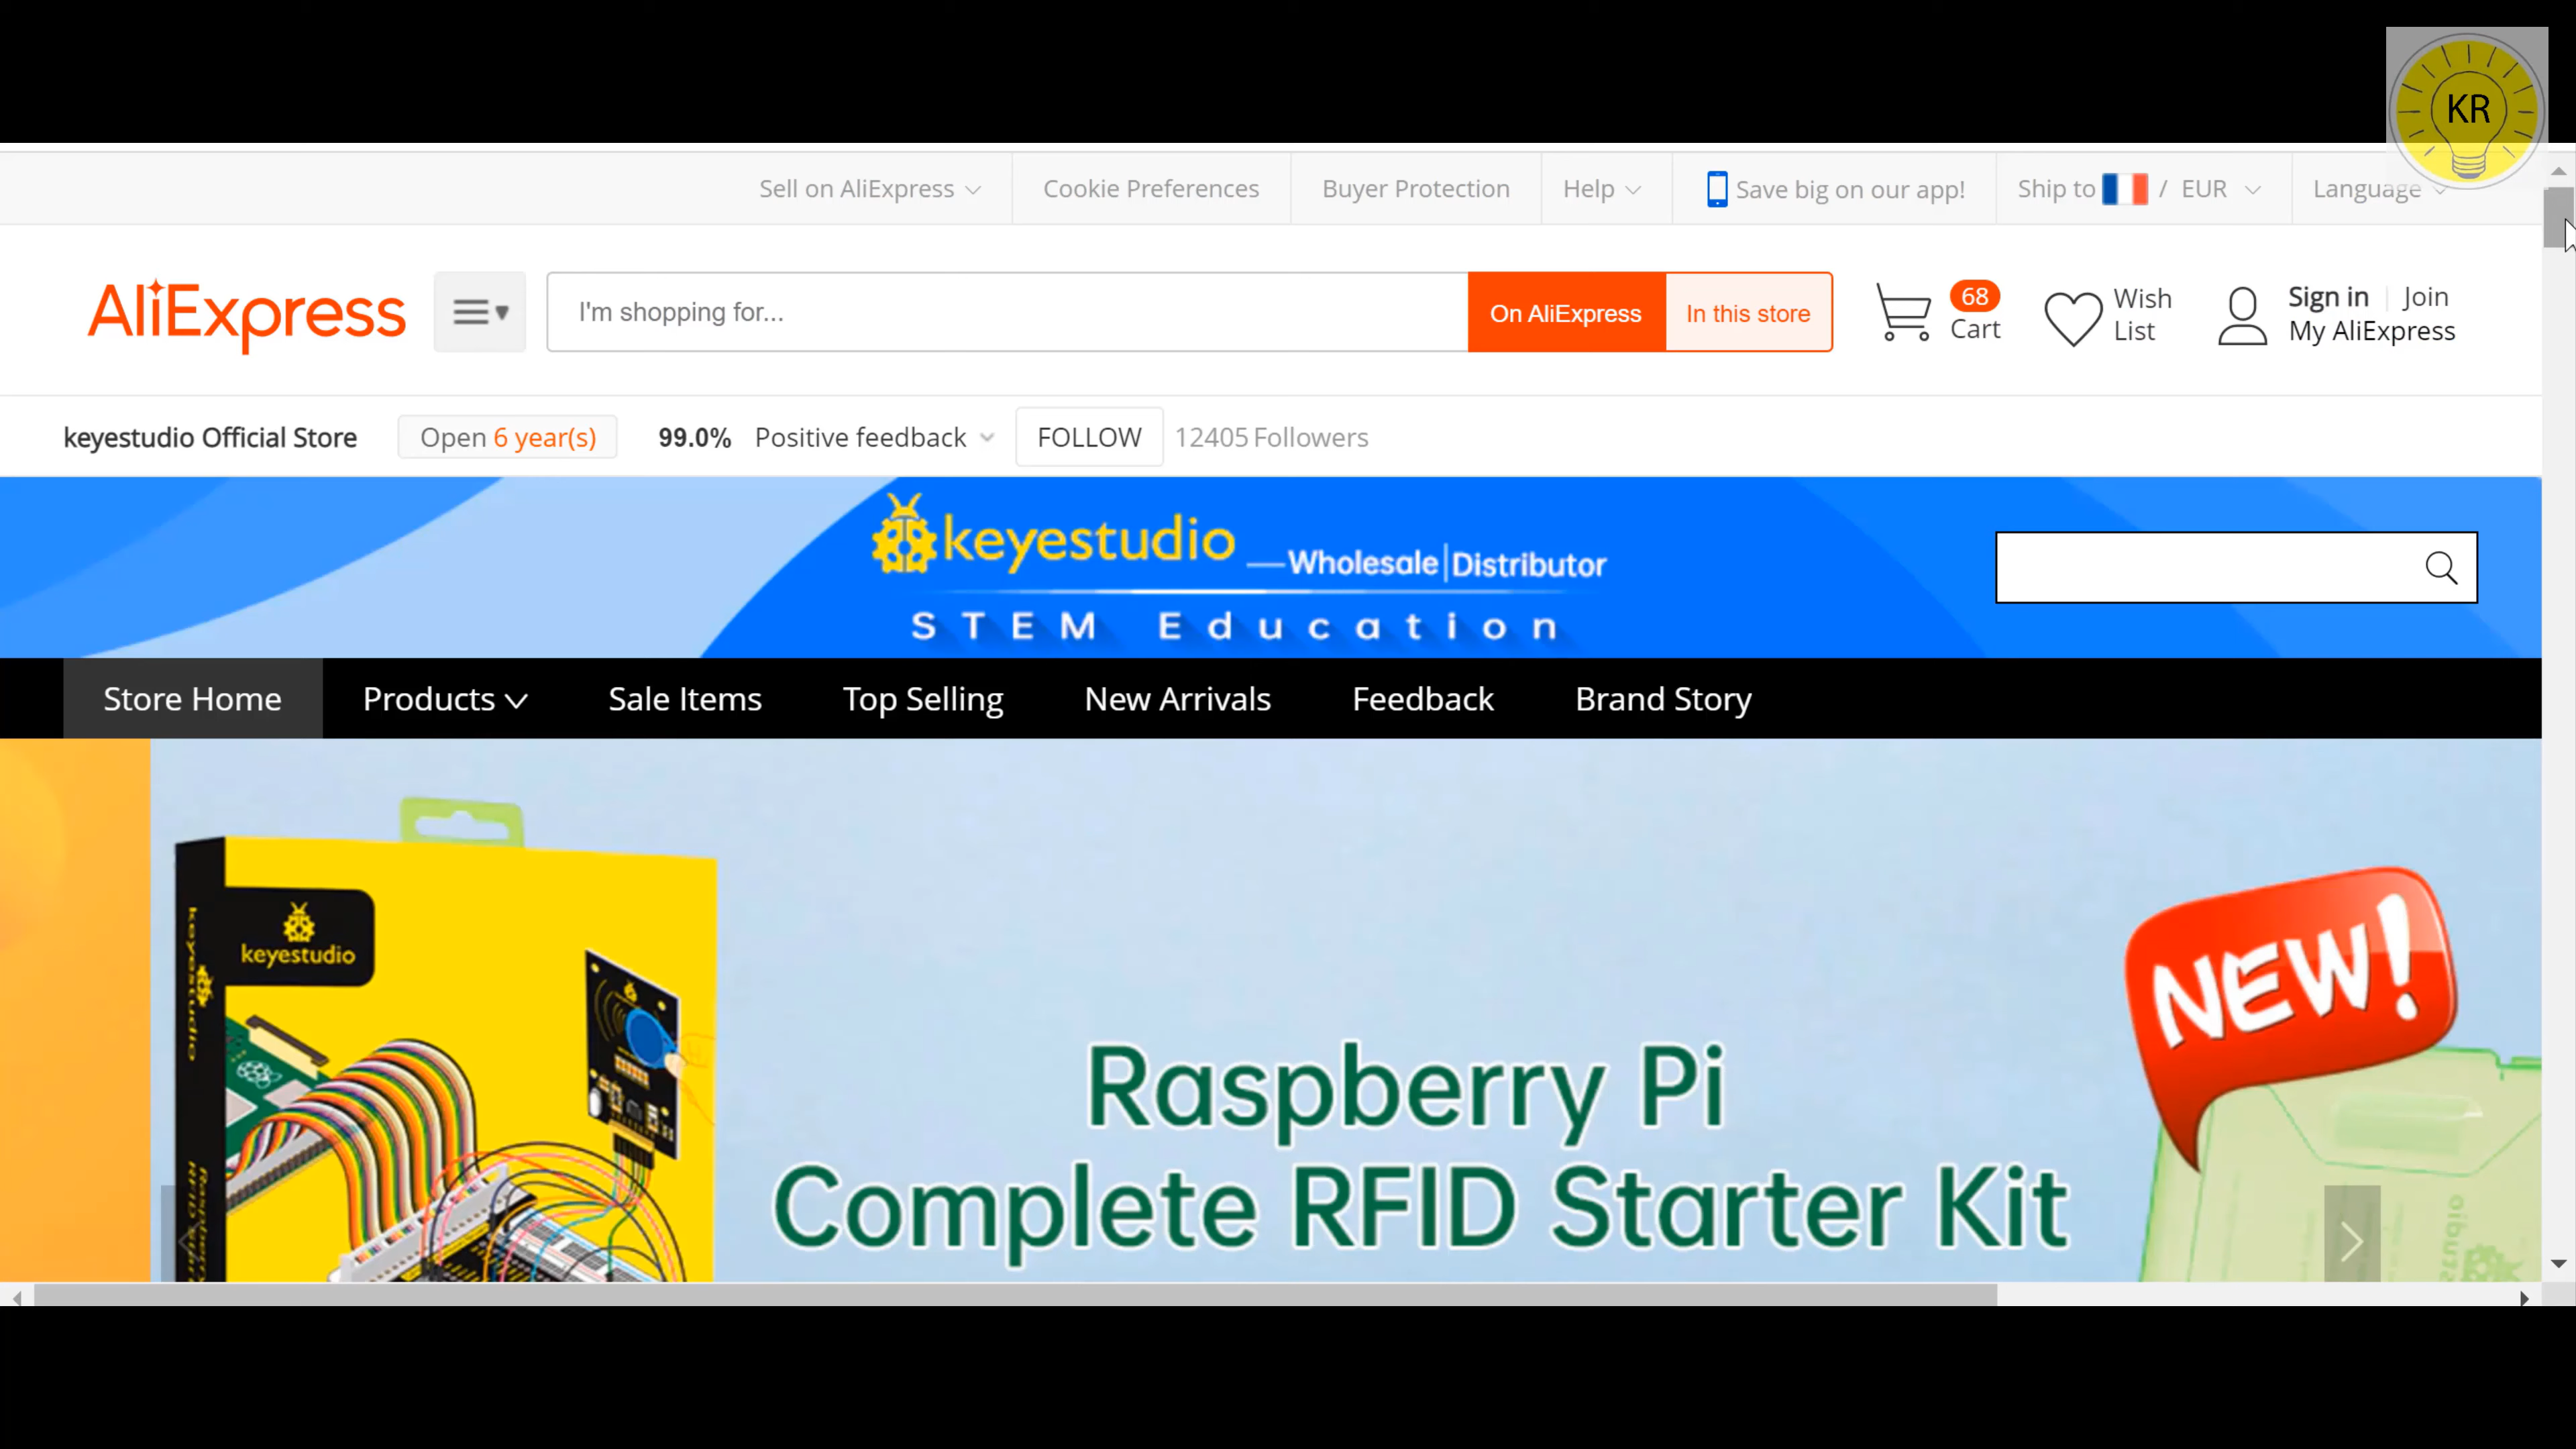 KR
Sell on AliExpress
Cookie Preferences
Buyer Protection
Help
Save big on our app!
Ship to / EUR
Language
AliExpress
I'm shopping for...
On AliExpress
In this store
68
Cart
Wish
List
Sign in Join
My AliExpress
keyestudio Official Store
Open 6 year(s)
99.0% Positive feedback
FOLLOW
12405 Followers
keyestudio
Wholesale|Distributor
STEM Education
Store Home
Products
Sale Items
Top Selling
New Arrivals
Feedback
Brand Story
keyestudio
keyestudio
NEW!
Raspberry Pi
Complete RFID Starter Kit